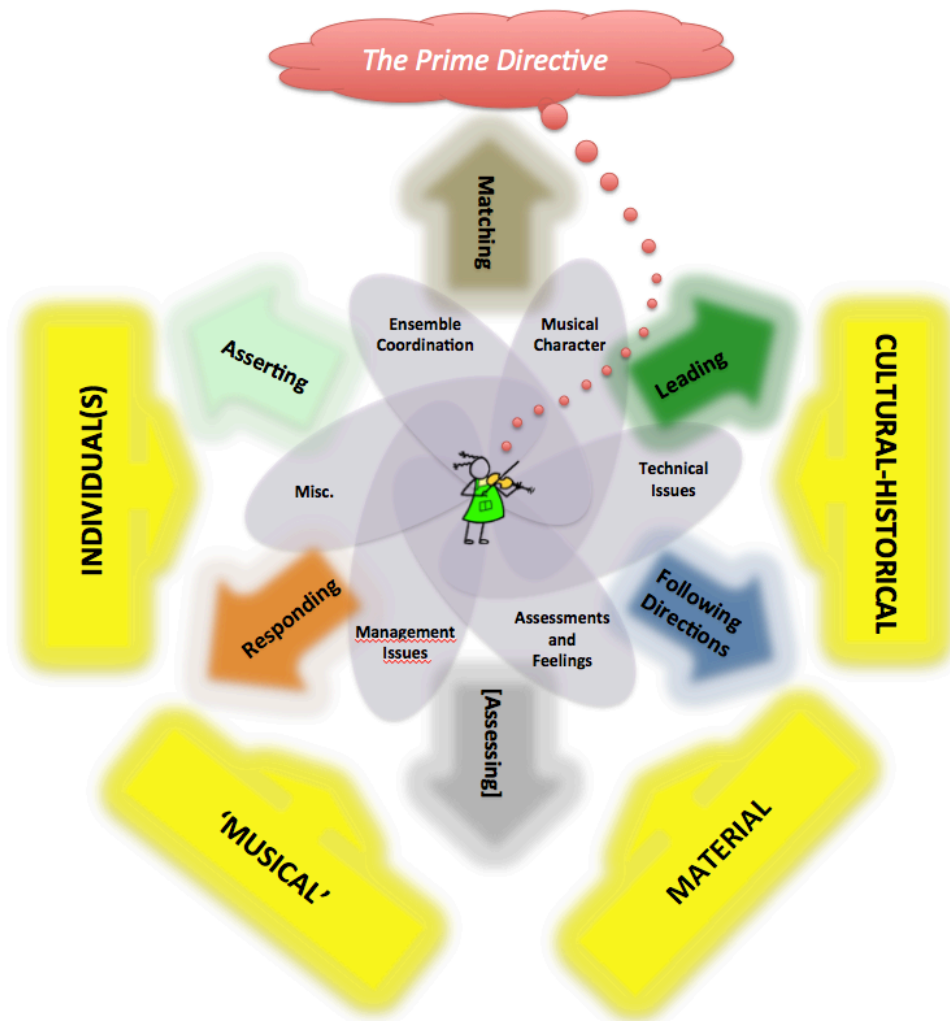 The Prime Directive
Matching
Asserting
Ensemble
Coordination
Musical
Character
Leading
INDIVIDUAL(S)
CULTURAL-HISTORICAL
Misc.
Technical
Issues
Responding
Management
Issues
Assessments
and
Feelings
Following
Directions
[Assessing]
‘MUSICAL’
MATERIAL